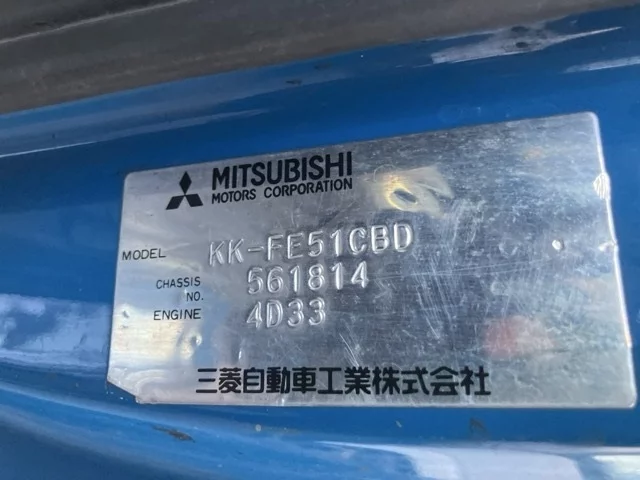 MITSUBISHI
MOTORS CORPORATION
MODEL KK-FE51CBD
CHASSIS NO. 561814
ENGINE 4D33
三菱自動車工業株式会社